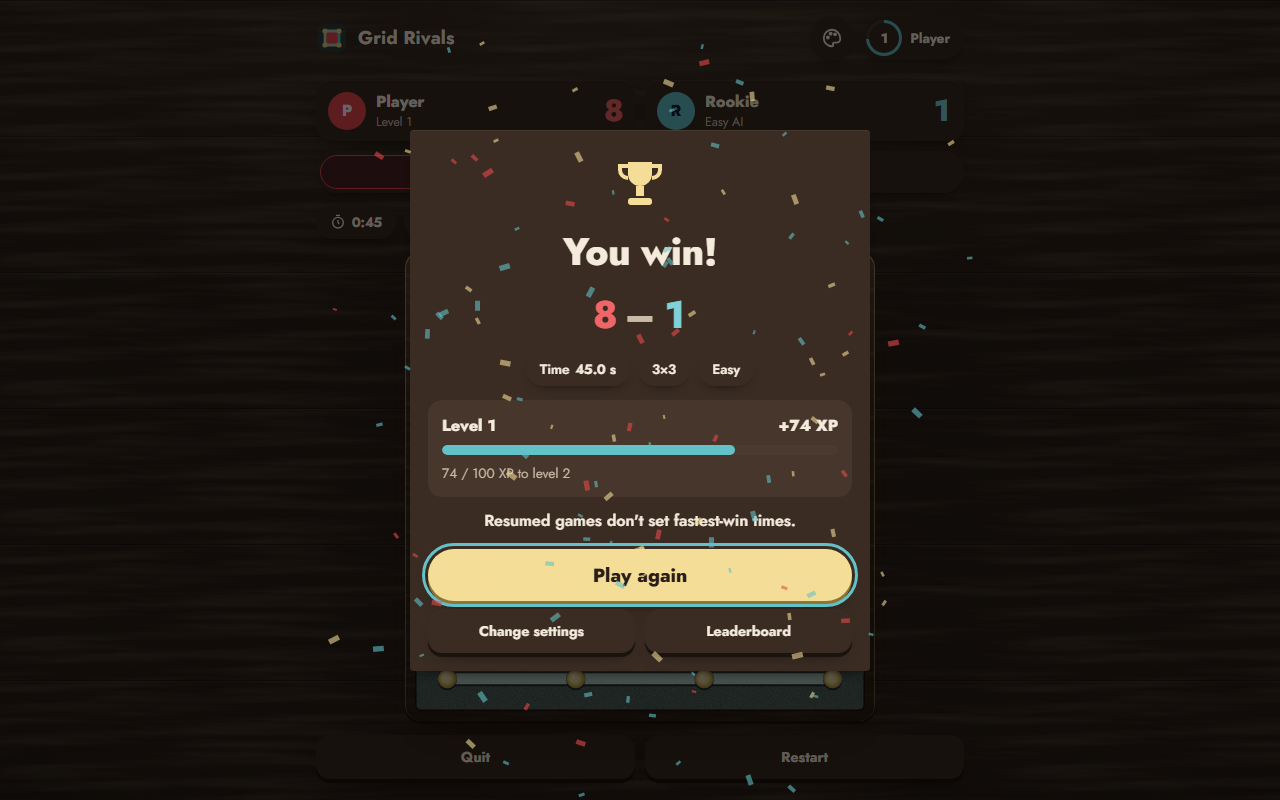 Grid Rivals
1 Player
P Player 8 R Rookie 1
Level 1 Easy AI
0:45
You win!
8 – 1
Time 45.0 s 3×3 Easy
Level 1 +74 XP
74 / 100 XP to level 2
Resumed games don't set fastest-win times.
Play again
Change settings Leaderboard
Quit Restart